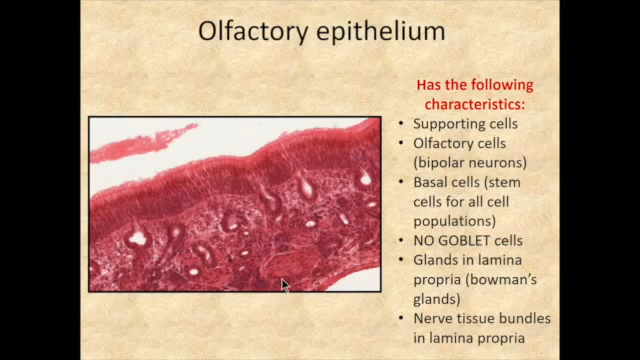 Olfactory epithelium
Has the following
characteristics:
• Supporting cells
• Olfactory cells
(bipolar neurons)
• Basal cells (stem
cells for all cell
populations)
• NO GOBLET cells
• Glands in lamina
propria (bowman's
glands)
• Nerve tissue bundles
in lamina propria